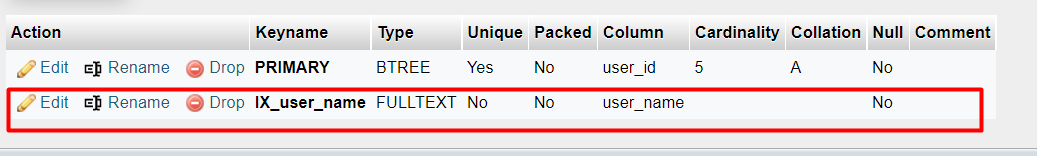 Action Keyname Type Unique Packed Column Cardinality Collation Null Comment
Edit Rename Drop PRIMARY BTREE Yes No user_id 5 A No
Edit Rename Drop IX_user_name FULLTEXT No No user_name No